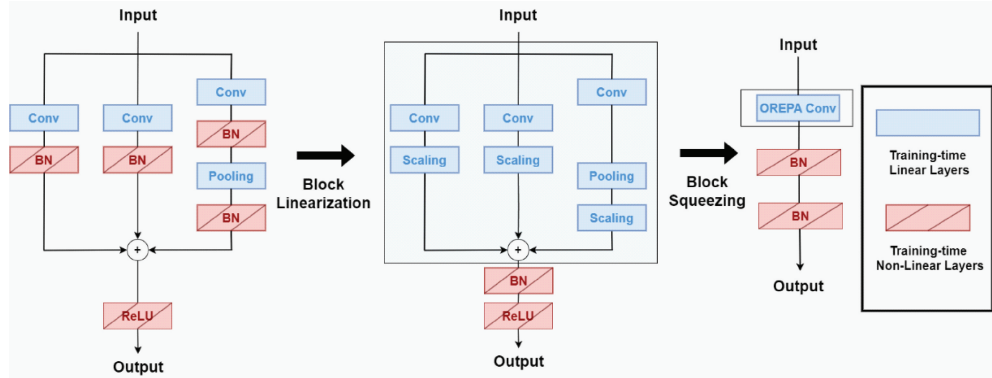 Input
Conv
BN
Conv
BN
Conv
BN
Pooling
BN
+
ReLU
Output
Block
Linearization
Input
Conv
Scaling
Conv
Scaling
Conv
Pooling
Scaling
+
BN
ReLU
Output
Block
Squeezing
Input
OREPA Conv
BN
BN
Output
Training-time
Linear Layers
Training-time
Non-Linear Layers